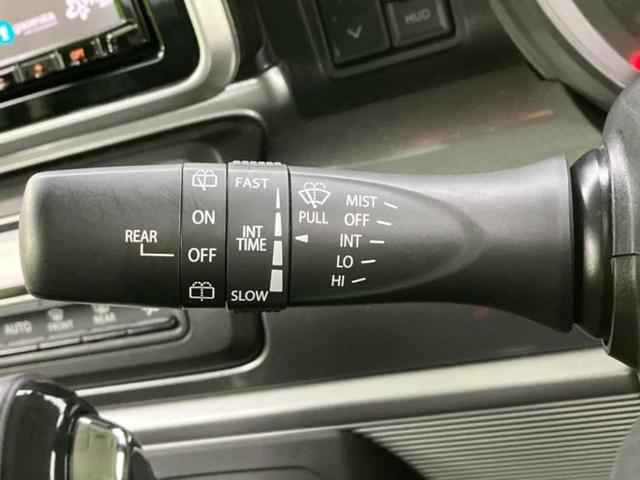 HUD
FAST
ON
INT
TIME
REAR
OFF
SLOW
PULL
MIST
OFF
INT
LO
HI
AUTO
FRONT
REAR